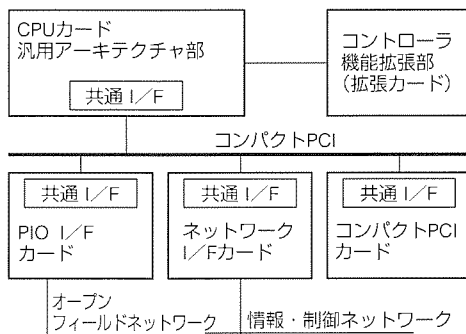 CPUカード
汎用アーキテクチャ部
共通 I/F
コントローラ
機能拡張部
(拡張カード)
コンパクトPCI
共通 I/F
PIO I/F
カード
共通 I/F
ネットワーク
I/Fカード
共通 I/F
コンパクトPCI
カード
オープン
フィールドネットワーク
情報・制御ネットワーク